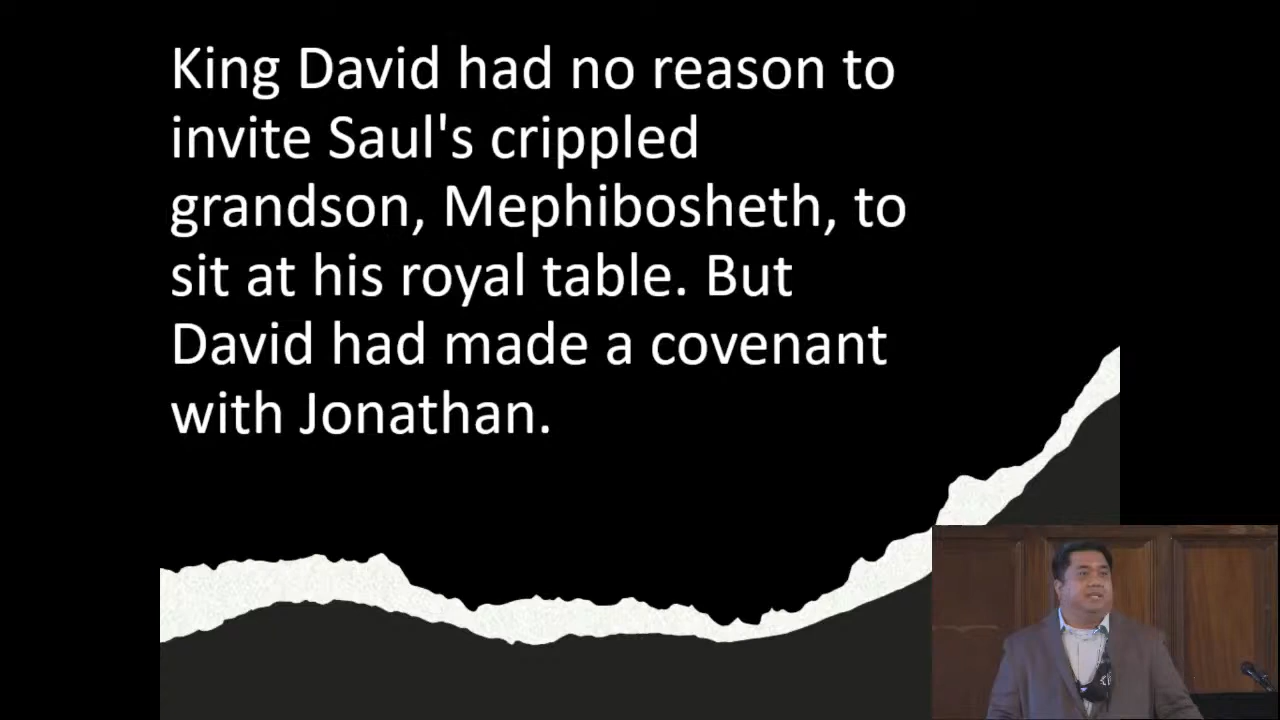 King David had no reason to
invite Saul's crippled
grandson, Mephibosheth, to
sit at his royal table. But
David had made a covenant
with Jonathan.